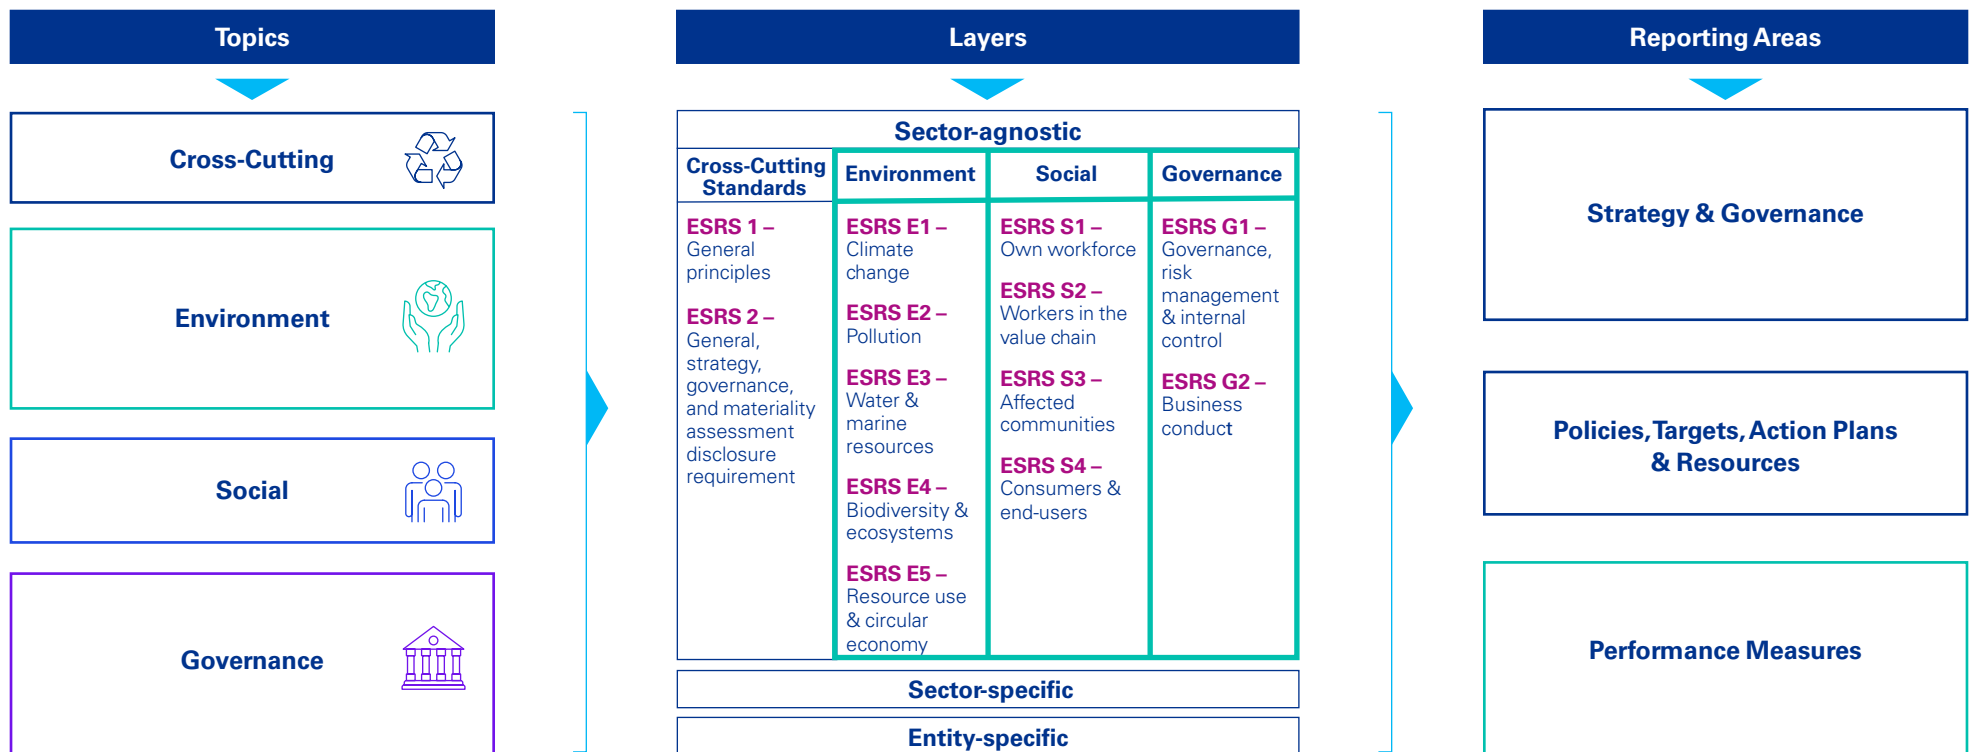 Topics
Cross-Cutting
Environment
Social
Governance
Layers
Sector-agnostic
Cross-Cutting
Standards
ESRS 1 –
General
principles
ESRS 2 –
General,
strategy,
governance,
and materiality
assessment
disclosure
requirement
Environment
ESRS E1 –
Climate
change
ESRS E2 –
Pollution
ESRS E3 –
Water &
marine
resources
ESRS E4 –
Biodiversity &
ecosystems
ESRS E5 –
Resource use
& circular
economy
Social
ESRS S1 –
Own workforce
ESRS S2 –
Workers in the
value chain
ESRS S3 –
Affected
communities
ESRS S4 –
Consumers &
end-users
Governance
ESRS G1 –
Governance,
risk
management
& internal
control
ESRS G2 –
Business
conduct
Sector-specific
Entity-specific
Reporting Areas
Strategy & Governance
Policies, Targets, Action Plans
& Resources
Performance Measures